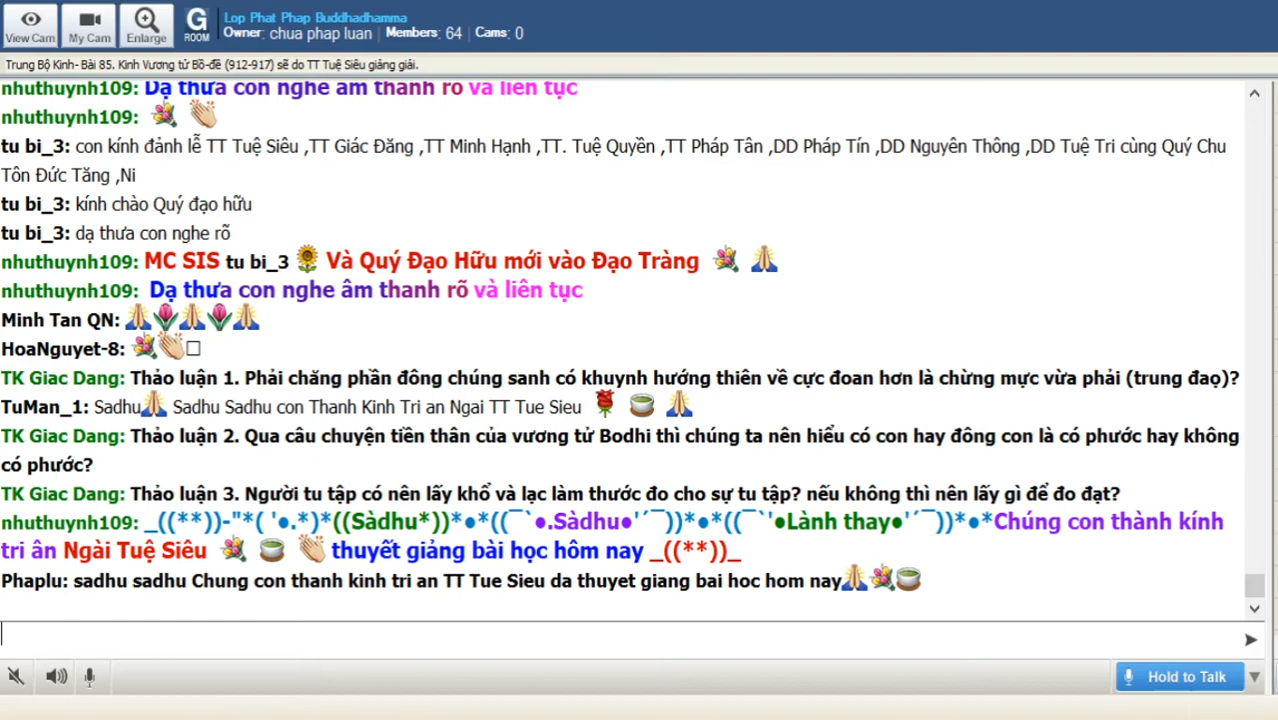 View Cam
My Cam
Enlarge
G
ROOM
Lop Phat Phap Buddhadhamma
Owner: chua phap luan | Members: 64 | Cams: 0
Trung Bộ Kinh- Bài 85. Kinh Vương tử Bồ-đề (912-917) sẽ do TT Tuệ Siêu giảng giải.
nhuthuynh109: Dạ thưa con nghe âm thanh rõ và liên tục
nhuthuynh109:
tu bi_3: con kính đảnh lễ TT Tuệ Siêu ,TT Giác Đăng ,TT Minh Hạnh ,TT. Tuệ Quyền ,TT Pháp Tân ,DD Pháp Tín ,DD Nguyên Thông ,DD Tuệ Tri cùng Quý Chu
Tôn Đức Tăng ,Ni
tu bi_3: kính chào Quý đạo hữu
tu bi_3: dạ thưa con nghe rõ
nhuthuynh109: MC SIS tu bi_3 Và Quý Đạo Hữu mới vào Đạo Tràng
nhuthuynh109: Dạ thưa con nghe âm thanh rõ và liên tục
Minh Tan QN:
HoaNguyet-8:
TK Giac Dang: Thảo luận 1. Phải chăng phần đông chúng sanh có khuynh hướng thiên về cực đoan hơn là chừng mực vừa phải (trung đaọ)?
TuMan_1: Sadhu Sadhu Sadhu con Thanh Kinh Tri an Ngai TT Tue Sieu
TK Giac Dang: Thảo luận 2. Qua câu chuyện tiền thân của vương tử Bodhi thì chúng ta nên hiểu có con hay đông con là có phước hay không
có phước?
TK Giac Dang: Thảo luận 3. Người tu tập có nên lấy khổ và lạc làm thước đo cho sự tu tập? nếu không thì nên lấy gì để đo đạt?
nhuthuynh109: _((**))-"*( '●.*)*((Sàdhu*))*●*((¯`●.Sàdhu●'´¯))*●*((¯`'●Lành thay●'´¯))*●*Chúng con thành kính
tri ân Ngài Tuệ Siêu thuyết giảng bài học hôm nay _((**))_
Phaplu: sadhu sadhu Chung con thanh kinh tri an TT Tue Sieu da thuyet giang bai hoc hom nay
Hold to Talk